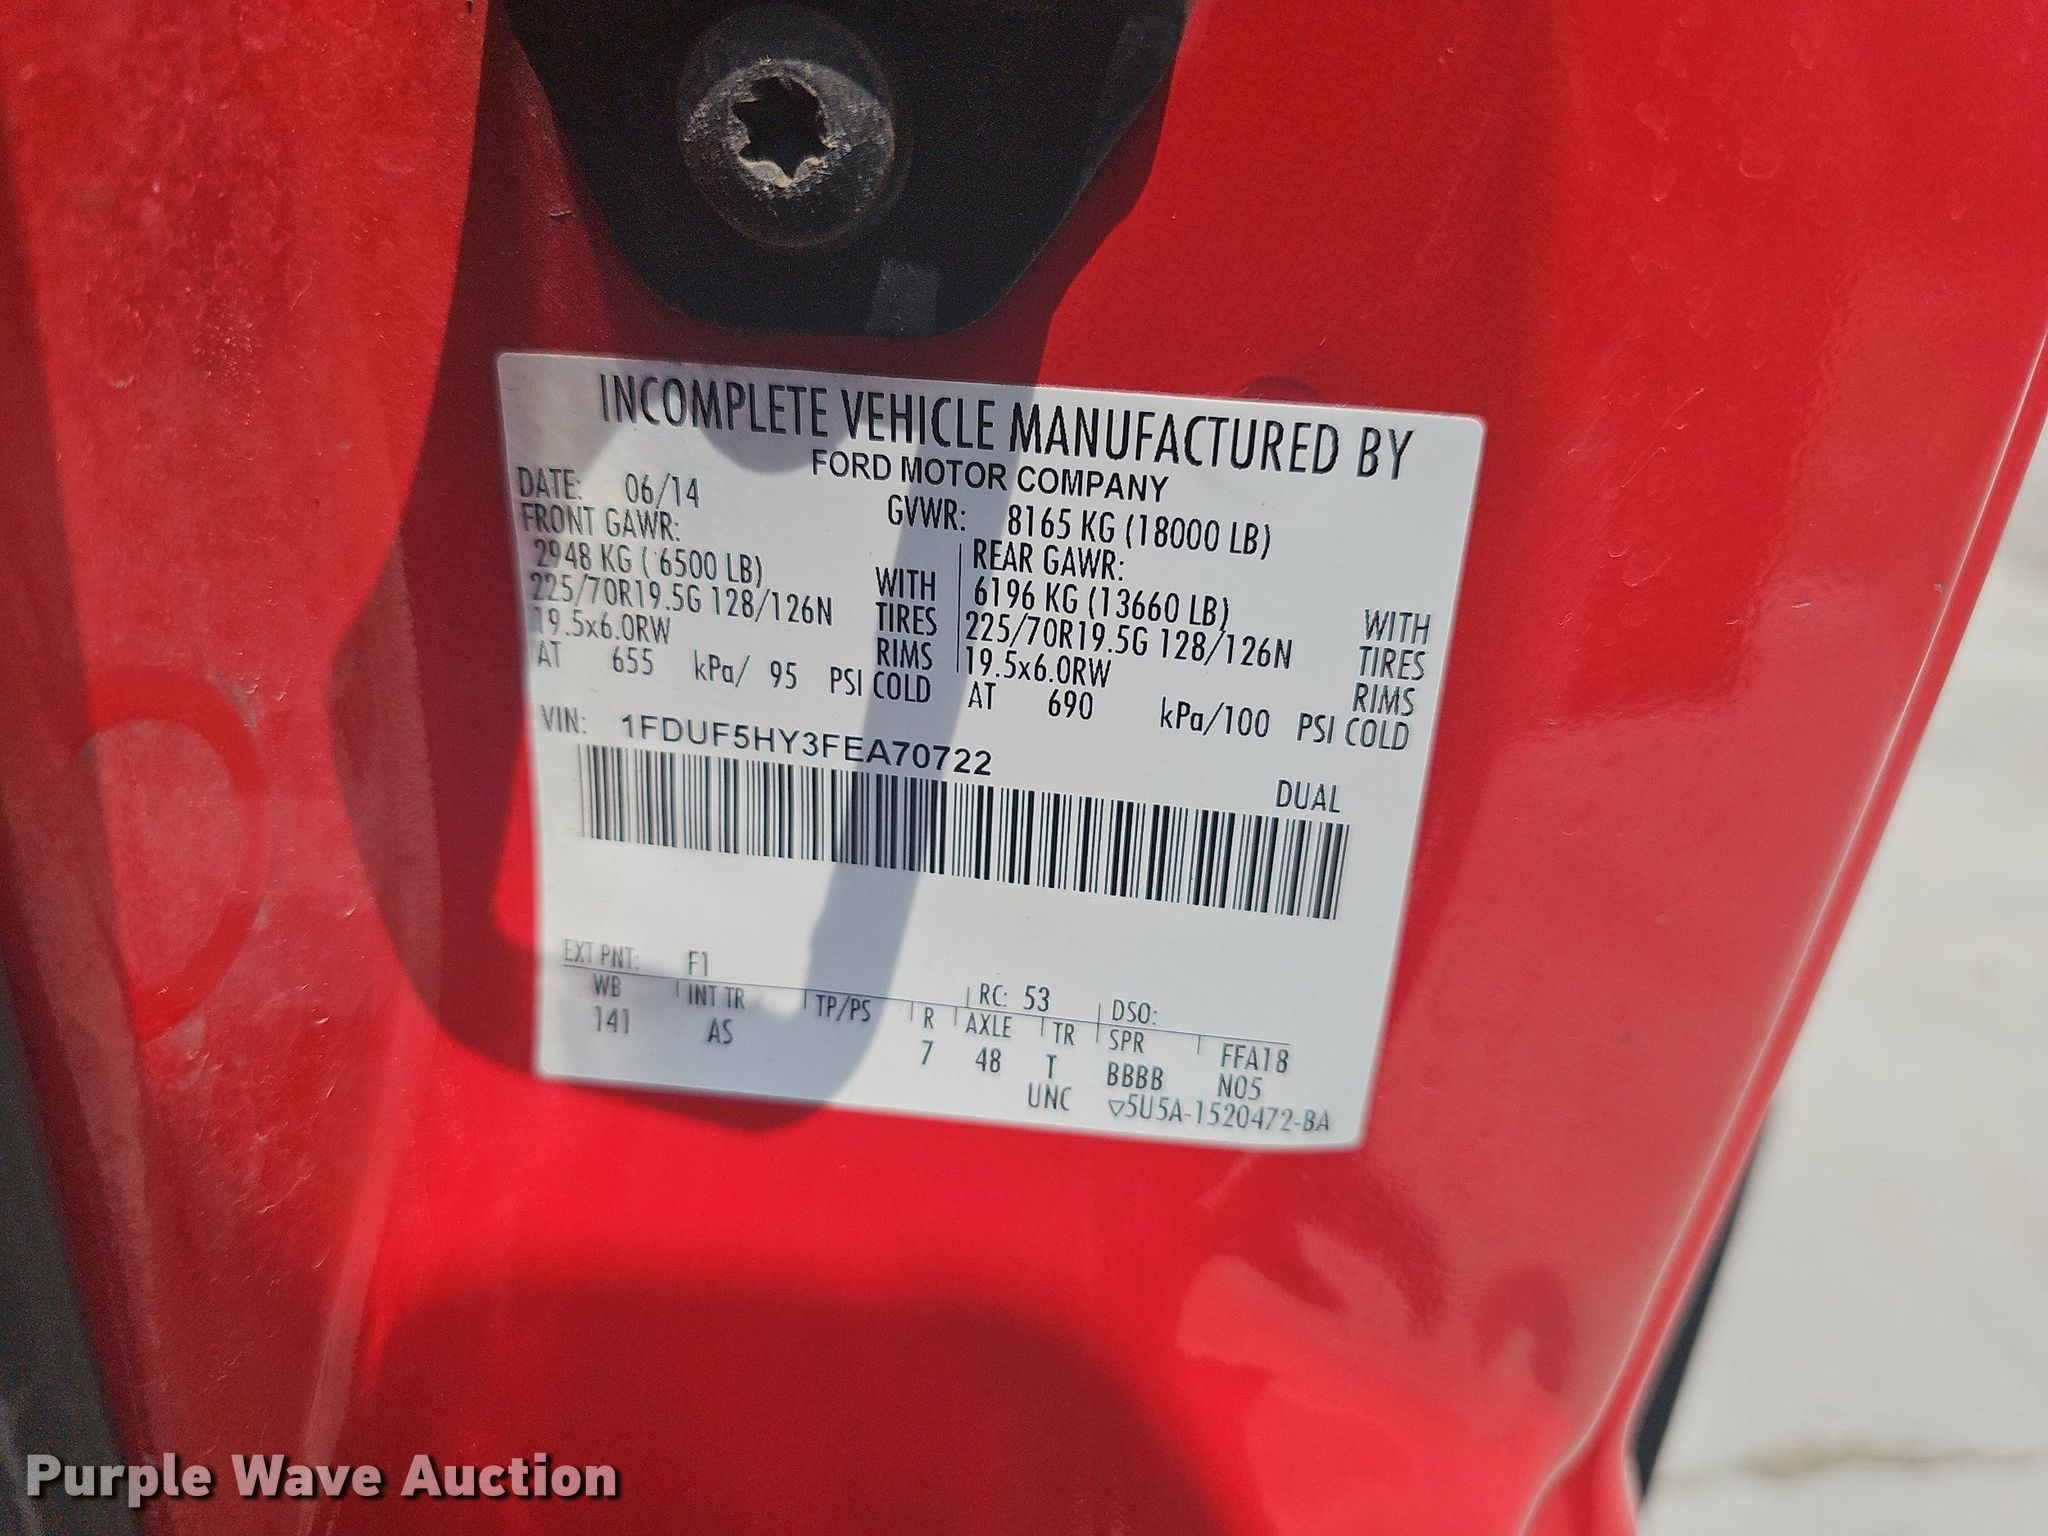 INCOMPLETE VEHICLE MANUFACTURED BY
FORD MOTOR COMPANY
DATE: 06/14 GVWR: 8165 KG (18000 LB)
FRONT GAWR: REAR GAWR:
2948 KG ( 6500 LB) WITH 6196 KG (13660 LB) WITH
225/70R19.5G 128/126N TIRES 225/70R19.5G 128/126N TIRES
19.5x6.0RW RIMS 19.5x6.0RW RIMS
AT 655 kPa/ 95 PSI COLD AT 690 kPa/100 PSI COLD
VIN: 1FDUF5HY3FEA70722
DUAL
EXT PNT: F1 RC: 53 DSO:
WB INT TR TP/PS R AXLE TR SPR FFA18
141 AS 7 48 T BBBB N05
UNC ▽5U5A-1520472-BA
Purple Wave Auction